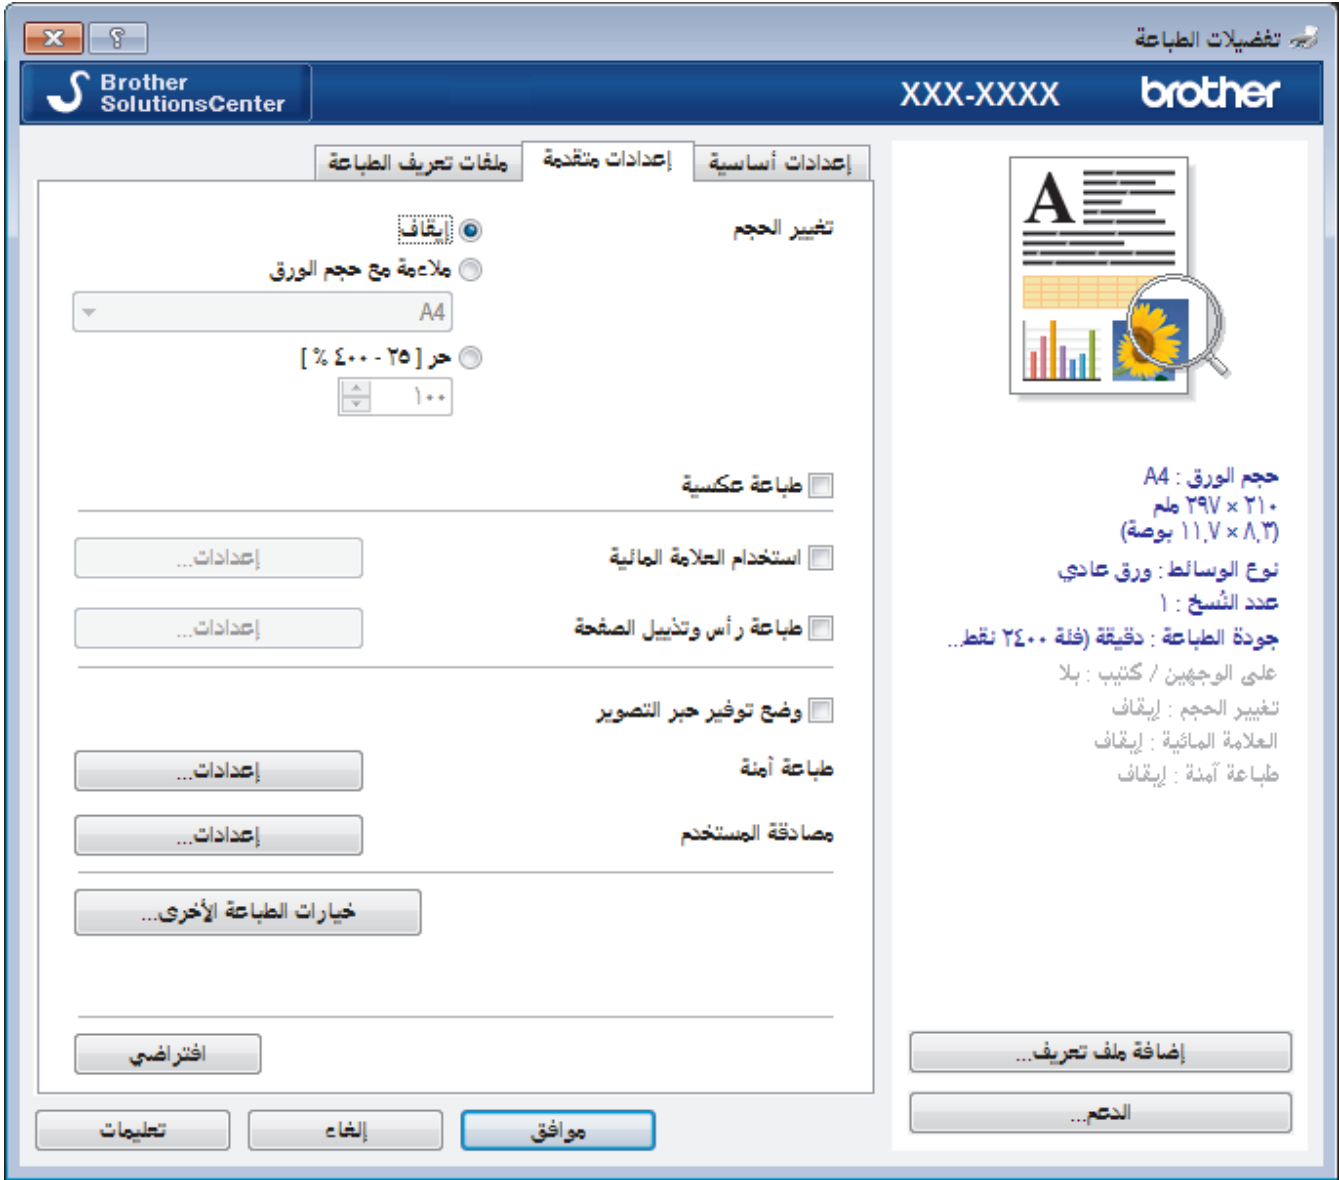 تفضيلات الطباعة
brother
XXX-XXXX
Brother
SolutionsCenter
إعدادات أساسية
إعدادات متقدمة
ملفات تعريف الطباعة
A
حجم الورق : A4
٢١٠ × ٢٩٧ ملم
(٨,٣ × ١١,٧ بوصة)
نوع الوسائط : ورق عادي
عدد النُسخ : ١
جودة الطباعة : دقيقة (فئة ٢٤٠٠ نقط...
على الوجهين / كتيب : بلا
تغيير الحجم : إيقاف
العلامة المائية : إيقاف
طباعة آمنة : إيقاف
إضافة ملف تعريف...
الدعم...
تغيير الحجم
إيقاف
ملاءمة مع حجم الورق
A4
حر [ ٢٥ - ٤٠٠ % ]
١٠٠
طباعة عكسية
استخدام العلامة المائية
إعدادات...
طباعة رأس وتذييل الصفحة
إعدادات...
وضع توفير حبر التصوير
طباعة آمنة
إعدادات...
مصادقة المستخدم
إعدادات...
خيارات الطباعة الأخرى...
افتراضي
موافق
إلغاء
تعليمات